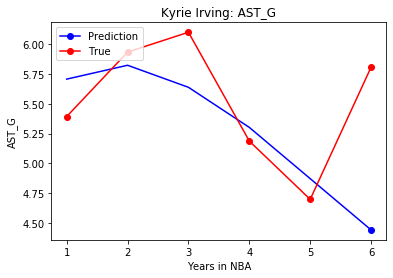 Kyrie Irving: AST_G
Prediction
True
AST_G
6.00
5.75
5.50
5.25
5.00
4.75
4.50
1 2 3 4 5 6
Years in NBA